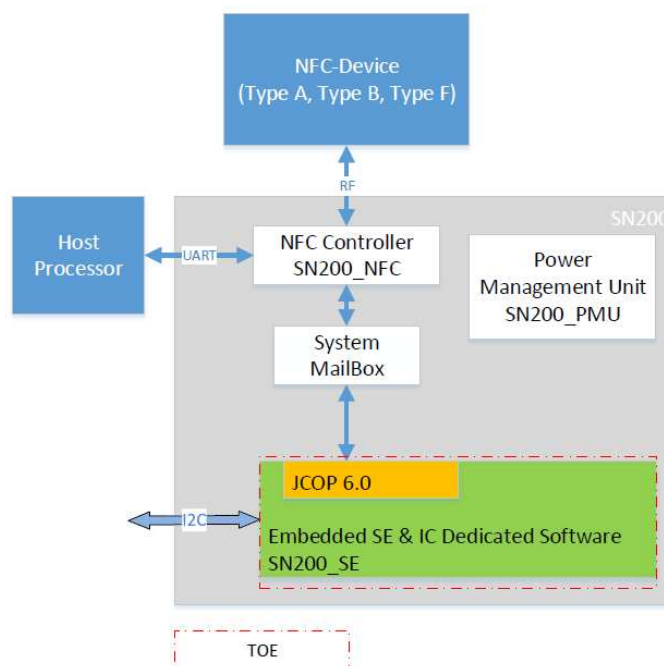 NFC-Device
(Type A, Type B, Type F)
RF
SN200
Host
Processor
UART
NFC Controller
SN200_NFC
Power
Management Unit
SN200_PMU
System
MailBox
JCOP 6.0
I2C
Embedded SE & IC Dedicated Software
SN200_SE
TOE